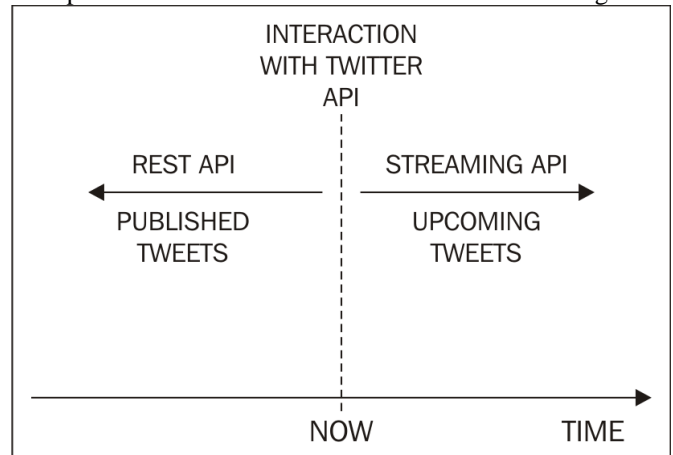 INTERACTION
WITH TWITTER
API
REST API
STREAMING API
PUBLISHED
TWEETS
UPCOMING
TWEETS
NOW
TIME